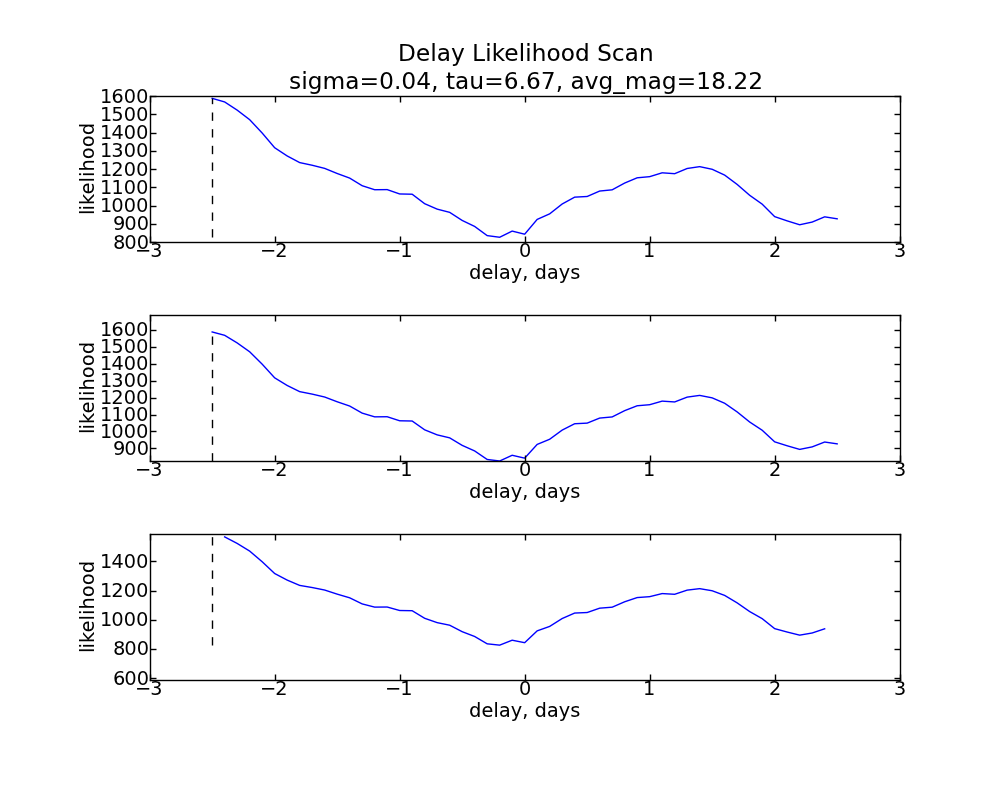 Delay Likelihood Scan
sigma=0.04, tau=6.67, avg_mag=18.22
1600
1500
1400
1300
1200
1100
1000
900
800
likelihood
−3 −2 −1 0 1 2 3
delay, days
1600
1500
1400
1300
1200
1100
1000
900
likelihood
−3 −2 −1 0 1 2 3
delay, days
1400
1200
1000
800
600
likelihood
−3 −2 −1 0 1 2 3
delay, days